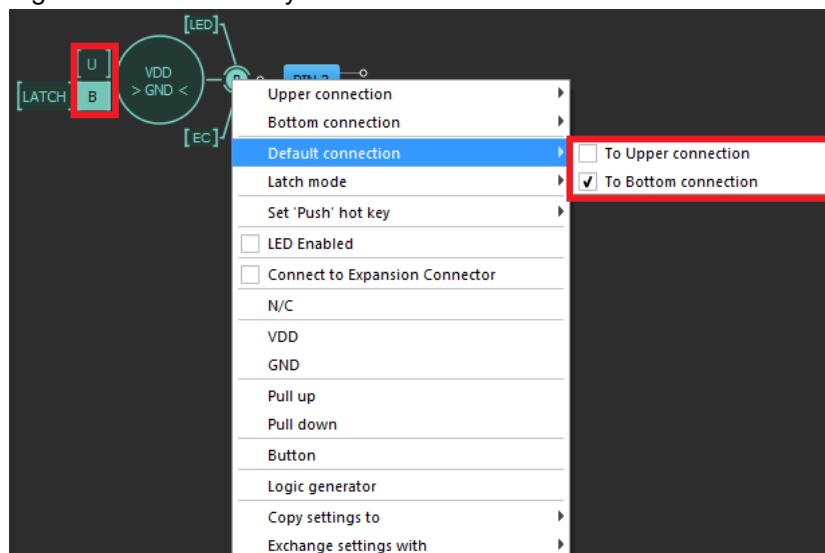 [LED]
[ U ]
VDD
> GND <
[LATCH]
B
[EC]
Upper connection
Bottom connection
Default connection
To Upper connection
To Bottom connection
Latch mode
Set 'Push' hot key
LED Enabled
Connect to Expansion Connector
N/C
VDD
GND
Pull up
Pull down
Button
Logic generator
Copy settings to
Exchange settings with